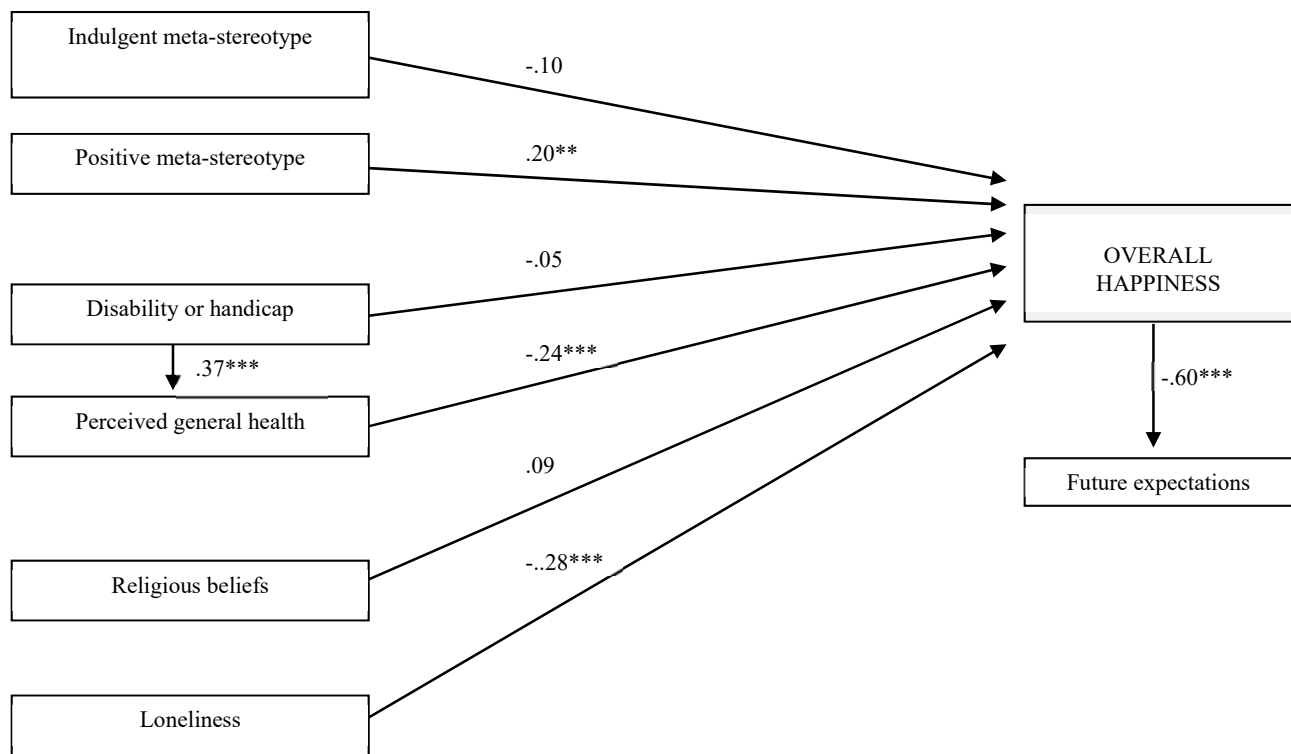 Indulgent meta-stereotype
-.10
Positive meta-stereotype
.20**
OVERALL
HAPPINESS
-.05
Disability or handicap
.37***
-.24***
-.60***
Perceived general health
.09
Future expectations
-..28***
Religious beliefs
Loneliness